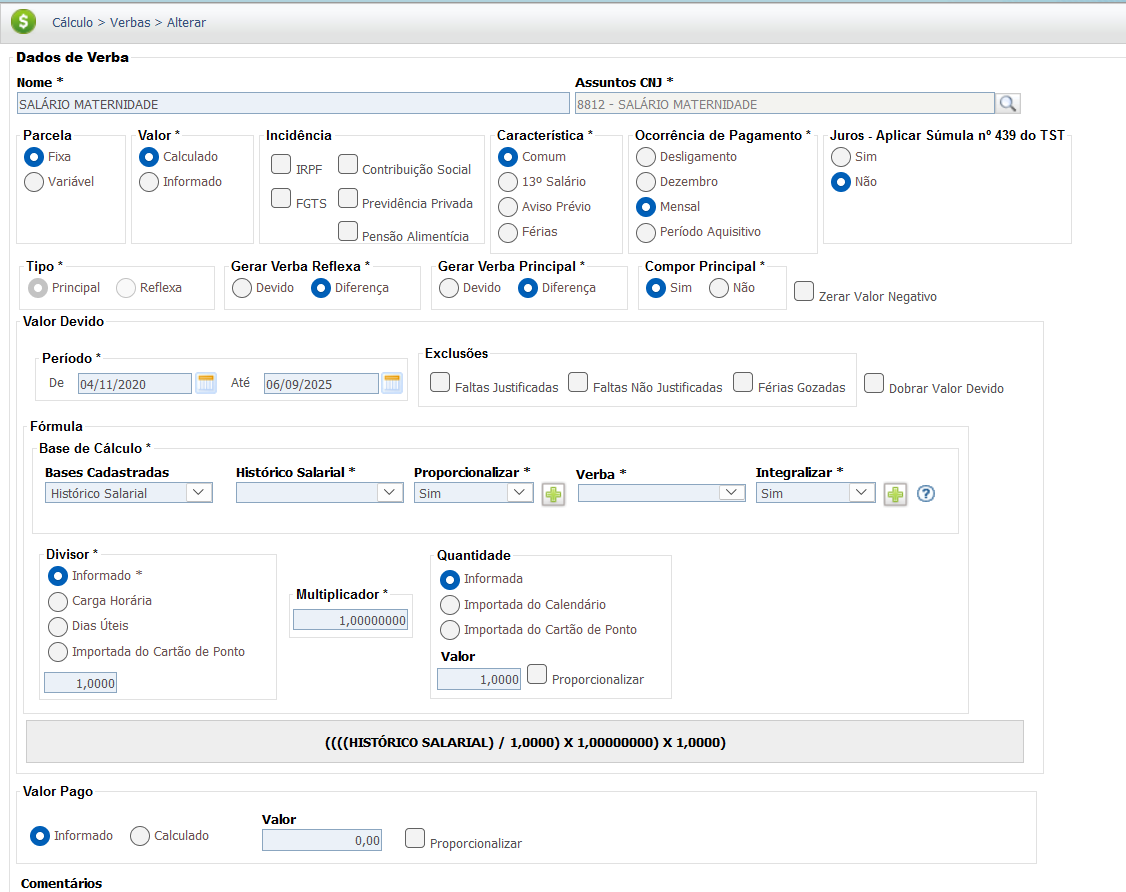 Cálculo > Verbas > Alterar
Dados de Verba
Nome * Assuntos CNJ *
SALÁRIO MATERNIDADE 8812 - SALÁRIO MATERNIDADE
Parcela Valor * Incidência Característica * Ocorrência de Pagamento * Juros - Aplicar Súmula nº 439 do TST
Fixa Calculado IRPF Contribuição Social Comum Desligamento Sim
Variável Informado FGTS Previdência Privada 13º Salário Dezembro Não
Pensão Alimentícia Aviso Prévio Mensal
Férias Período Aquisitivo
Tipo * Gerar Verba Reflexa * Gerar Verba Principal * Compor Principal *
Principal Reflexa Devido Diferença Devido Diferença Sim Não Zerar Valor Negativo
Valor Devido
Período * Exclusões
De 04/11/2020 Até 06/09/2025 Faltas Justificadas Faltas Não Justificadas Férias Gozadas Dobrar Valor Devido
Fórmula
Base de Cálculo *
Bases Cadastradas Histórico Salarial * Proporcionalizar * Verba * Integralizar *
Histórico Salarial Sim Sim
Divisor * Quantidade
Informado * Informada
Carga Horária Multiplicador * Importada do Calendário
Dias Úteis 1,00000000 Importada do Cartão de Ponto
Importada do Cartão de Ponto Valor
1,0000 1,0000 Proporcionalizar
((((HISTÓRICO SALARIAL) / 1,0000) X 1,00000000) X 1,0000)
Valor Pago
Informado Calculado Valor
0,00 Proporcionalizar
Comentários